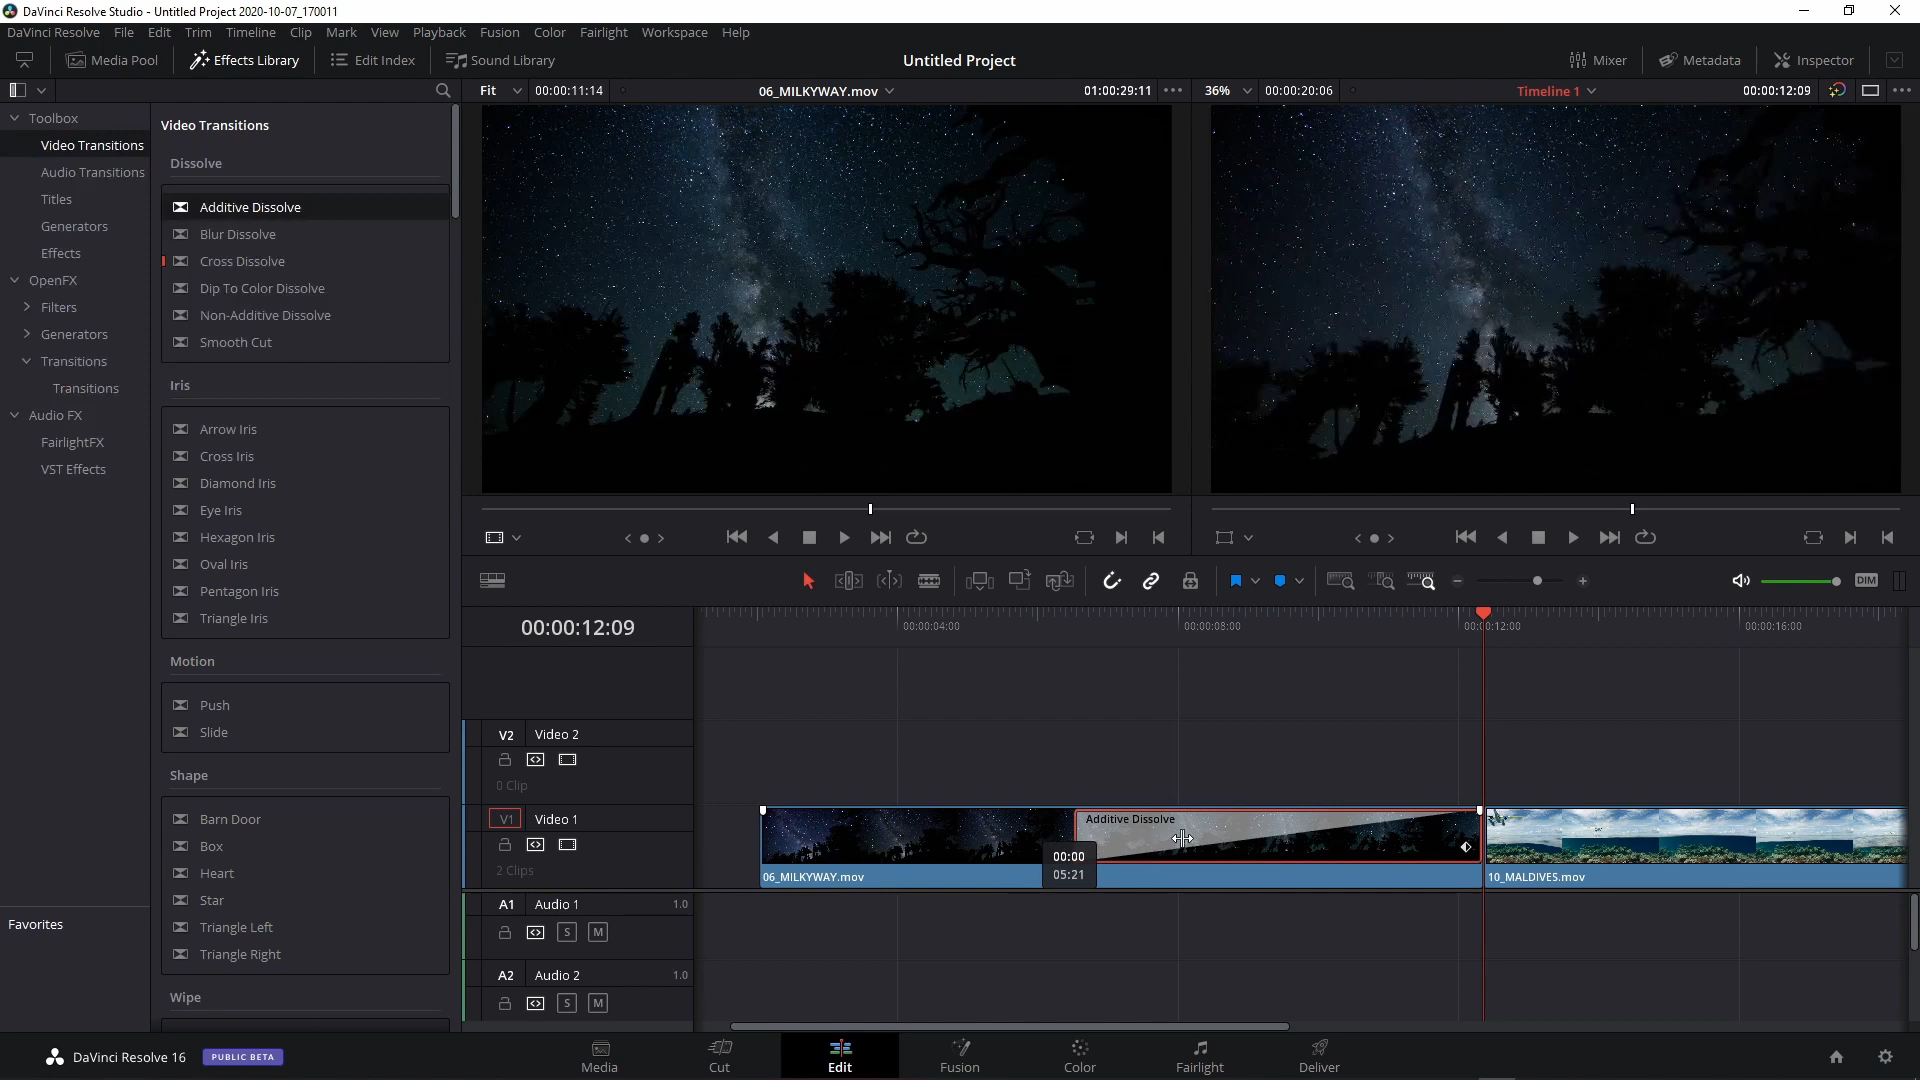 DaVinci Resolve Studio - Untitled Project 2020-10-07_170011
DaVinci Resolve File Edit Trim Timeline Clip Mark View Playback Fusion Color Fairlight Workspace Help
Media Pool Effects Library Edit Index Sound Library Untitled Project Mixer Metadata Inspector
Fit 00:00:11:14 06_MILKYWAY.mov 01:00:29:11 36% 00:00:20:06 Timeline 1 00:00:12:09
Toolbox
Video Transitions
Audio Transitions
Titles
Generators
Effects
OpenFX
Filters
Generators
Transitions
Transitions
Audio FX
FairlightFX
VST Effects
Favorites
Video Transitions
Dissolve
Additive Dissolve
Blur Dissolve
Cross Dissolve
Dip To Color Dissolve
Non-Additive Dissolve
Smooth Cut
Iris
Arrow Iris
Cross Iris
Diamond Iris
Eye Iris
Hexagon Iris
Oval Iris
Pentagon Iris
Triangle Iris
Motion
Push
Slide
Shape
Barn Door
Box
Heart
Star
Triangle Left
Triangle Right
Wipe
DIM
00:00:12:09
00:00:04:00 00:00:08:00 00:00:12:00 00:00:16:00
V2 Video 2
0 Clip
V1 Video 1
2 Clips
Additive Dissolve
00:00
05:21
06_MILKYWAY.mov
10_MALDIVES.mov
A1 Audio 1 1.0
S M
A2 Audio 2 1.0
S M
DaVinci Resolve 16 PUBLIC BETA
Media Cut Edit Fusion Color Fairlight Deliver